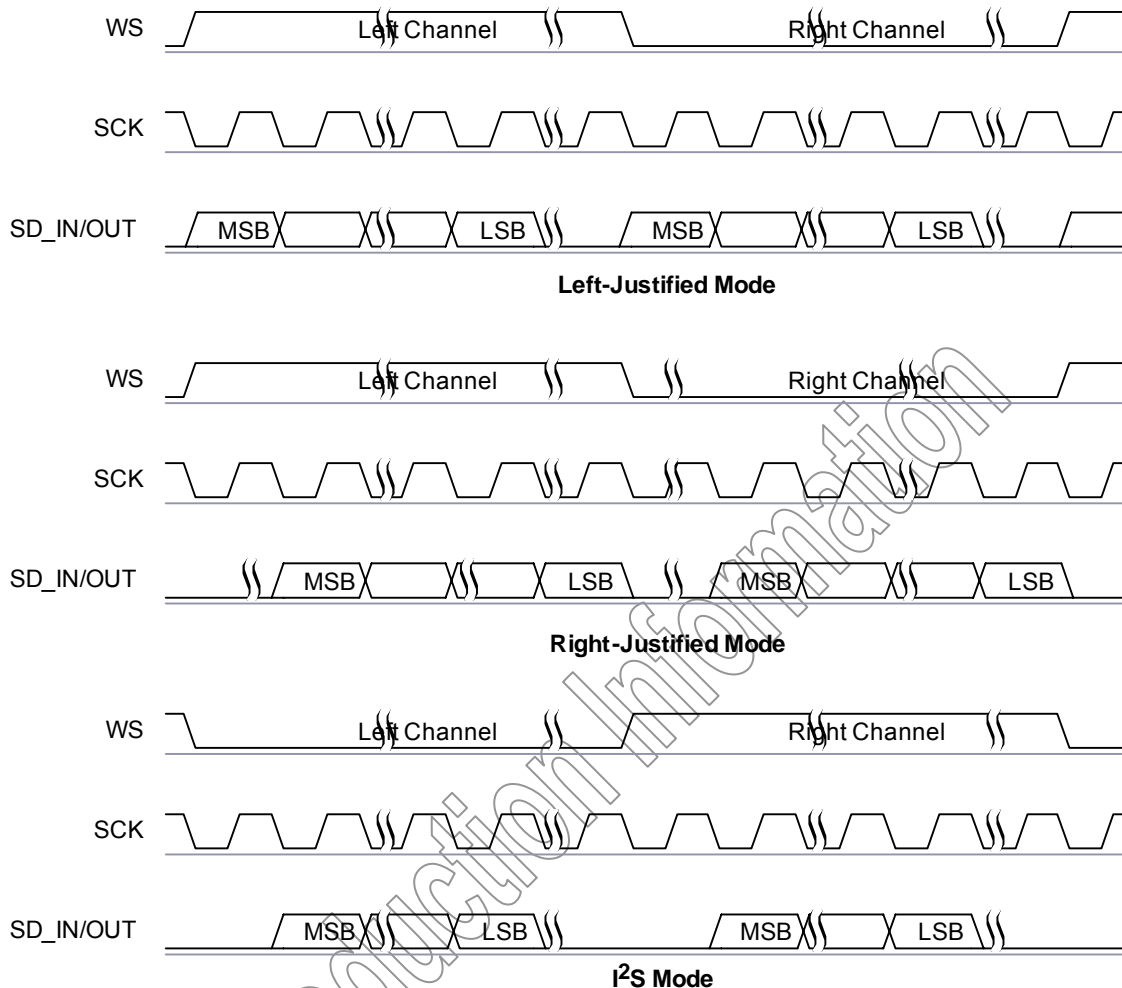 WS Left Channel Right Channel
SCK
SD_IN/OUT MSB LSB MSB LSB
Left-Justified Mode
WS Left Channel Right Channel
SCK
SD_IN/OUT MSB LSB MSB LSB
Right-Justified Mode
WS Left Channel Right Channel
SCK
SD_IN/OUT MSB LSB MSB LSB
I²S Mode
Information